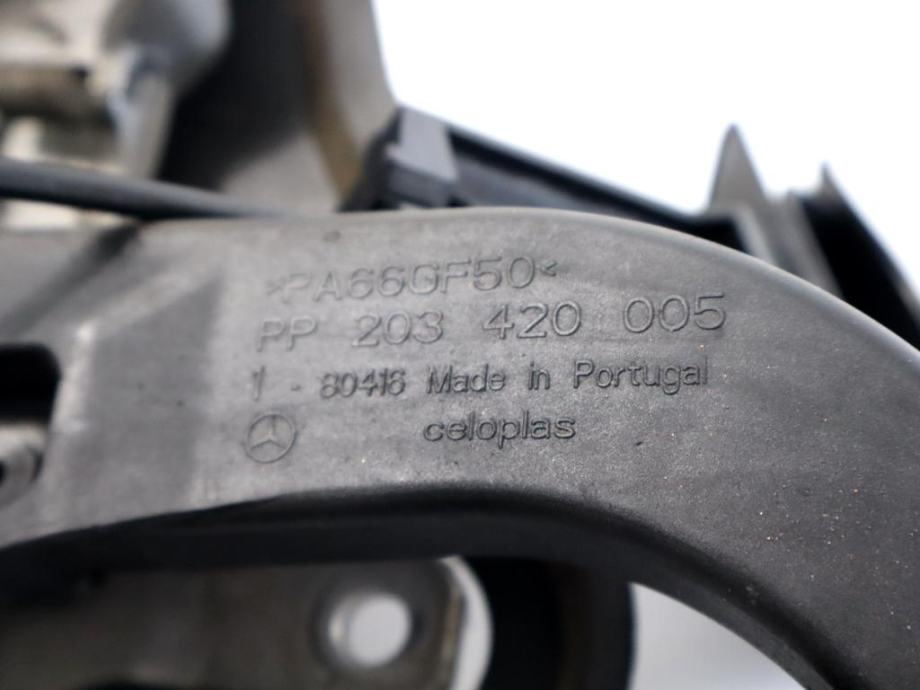 >PA66GF50<
PP 203 420 005
1 - 80416 Made in Portugal
celoplas